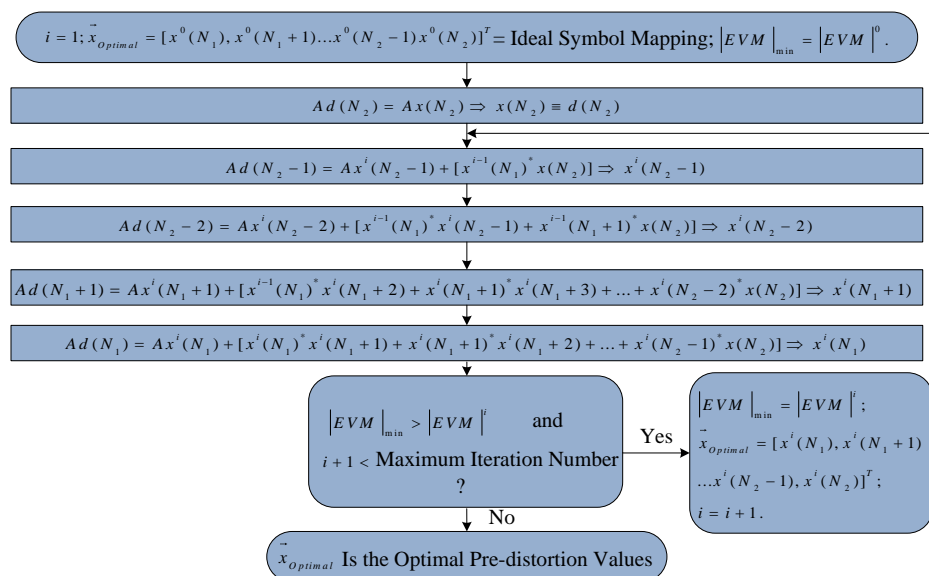 i = 1; x⃗_Optimal = [x^0(N_1), x^0(N_1 + 1)...x^0(N_2 − 1) x^0(N_2)]^T = Ideal Symbol Mapping; |EVM|_min = |EVM|^0.
Ad(N_2) = Ax(N_2) ⇒ x(N_2) ≡ d(N_2)
Ad(N_2 − 1) = Ax^i(N_2 − 1) + [x^{i−1}(N_1)^* x(N_2)] ⇒ x^i(N_2 − 1)
Ad(N_2 − 2) = Ax^i(N_2 − 2) + [x^{i−1}(N_1)^* x^i(N_2 − 1) + x^{i−1}(N_1 + 1)^* x(N_2)] ⇒ x^i(N_2 − 2)
Ad(N_1 + 1) = Ax^i(N_1 + 1) + [x^{i−1}(N_1)^* x^i(N_1 + 2) + x^i(N_1 + 1)^* x^i(N_1 + 3) + ... + x^i(N_2 − 2)^* x(N_2)] ⇒ x^i(N_1 + 1)
Ad(N_1) = Ax^i(N_1) + [x^i(N_1)^* x^i(N_1 + 1) + x^i(N_1 + 1)^* x^i(N_1 + 2) + ... + x^i(N_2 − 1)^* x(N_2)] ⇒ x^i(N_1)
|EVM|_min > |EVM|^i and
i + 1 < Maximum Iteration Number
?
Yes
|EVM|_min = |EVM|^i ;
x⃗_Optimal = [x^i(N_1), x^i(N_1 + 1)
...x^i(N_2 − 1), x^i(N_2)]^T ;
i = i + 1 .
No
x⃗_Optimal Is the Optimal Pre-distortion Values